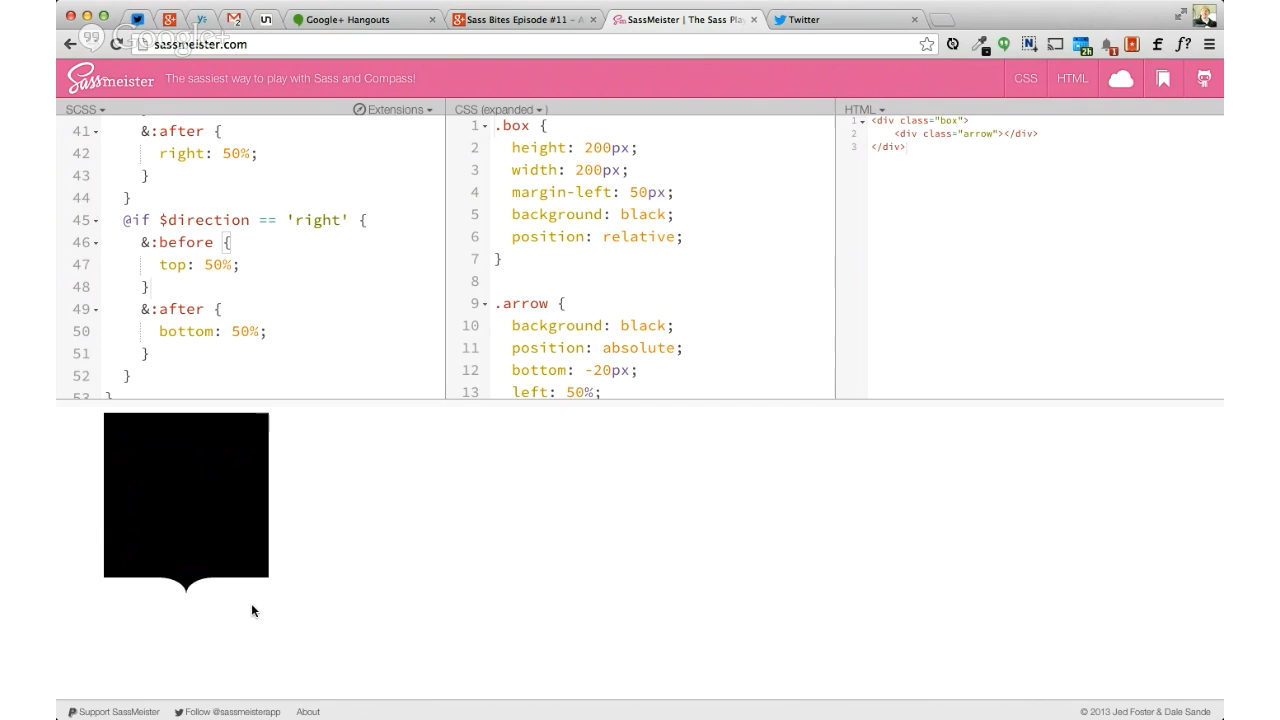 Google+ Hangouts
Sass Bites Episode #11 – A
SassMeister | The Sass Pla
Twitter
Google+
sassmeister.com
2h
1
f?
Sassmeister
The sassiest way to play with Sass and Compass!
CSS
HTML
SCSS
Extensions
CSS (expanded)
HTML
41 &:after {
42 right: 50%;
43 }
44 }
45 @if $direction == 'right' {
46 &:before {
47 top: 50%;
48 }
49 &:after {
50 bottom: 50%;
51 }
52 }
53 }
1 .box {
2 height: 200px;
3 width: 200px;
4 margin-left: 50px;
5 background: black;
6 position: relative;
7 }
8
9 .arrow {
10 background: black;
11 position: absolute;
12 bottom: -20px;
13 left: 50%;
1 <div class="box">
2 <div class="arrow"></div>
3 </div>
Support SassMeister
Follow @sassmeisterapp
About
© 2013 Jed Foster & Dale Sande